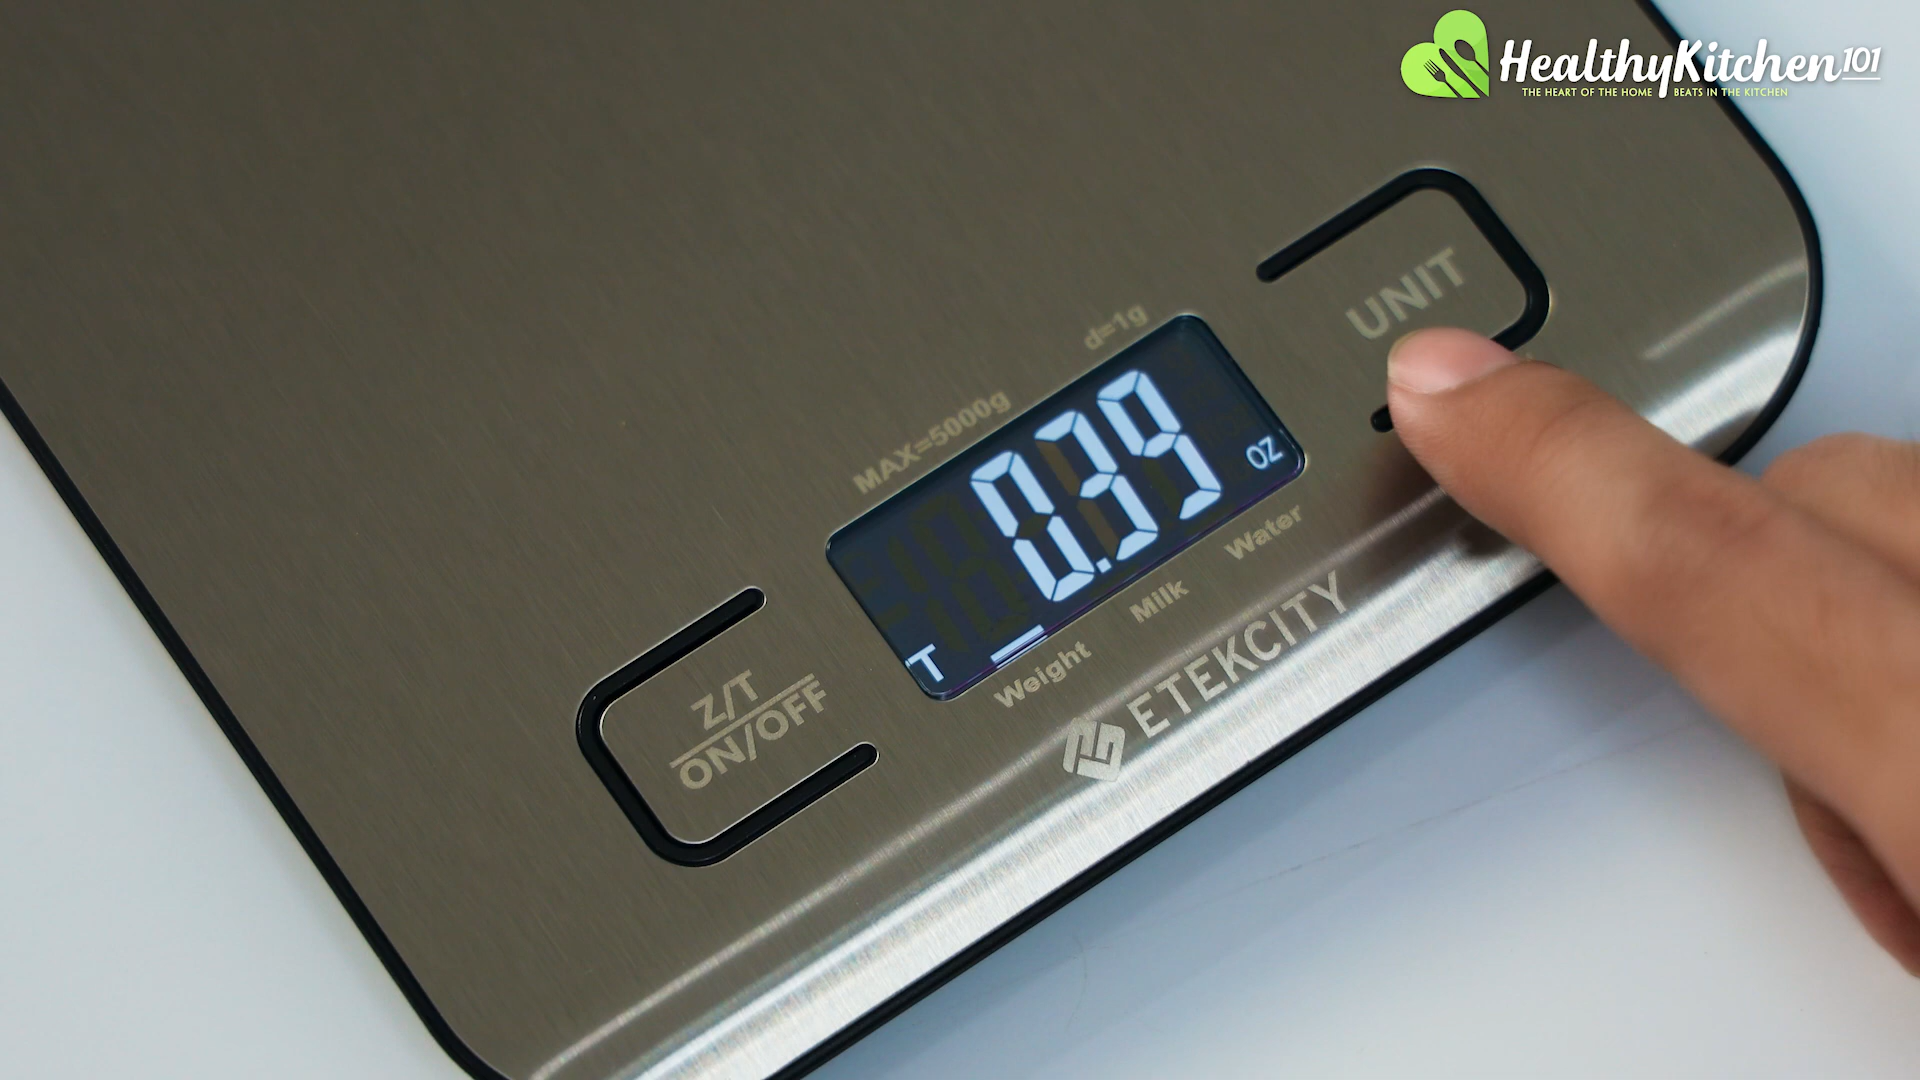 HealthyKitchen101
THE HEART OF THE HOME BEATS IN THE KITCHEN
UNIT
d=1g
MAX=5000g
0.39 oz
T
Weight Milk Water
Z/T
ON/OFF
ETEKCITY